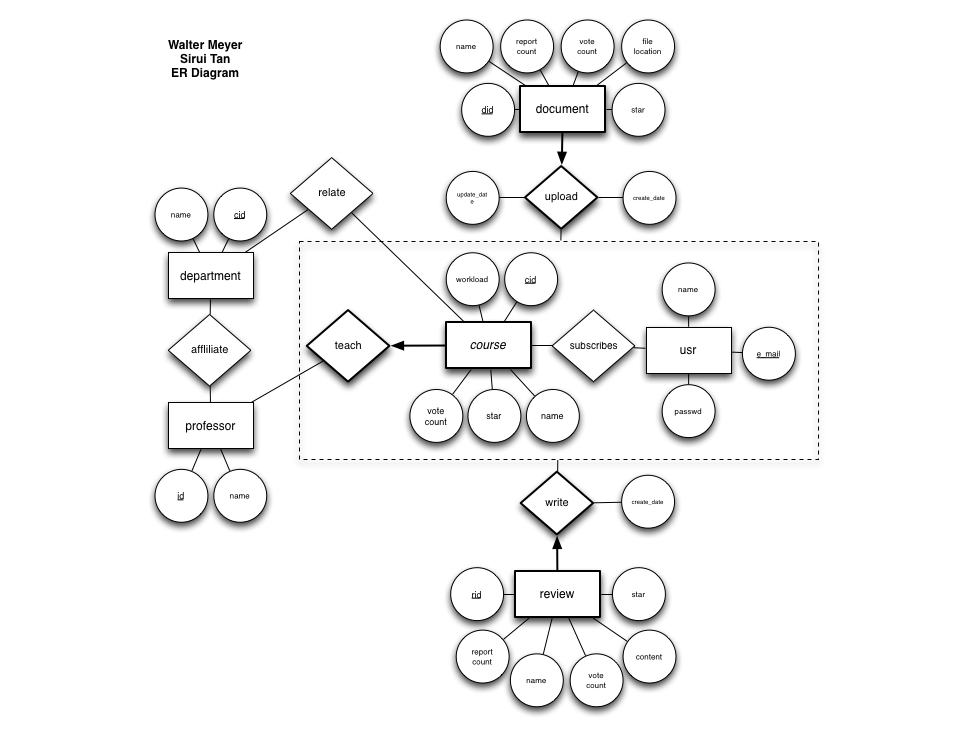 Walter Meyer
Sirui Tan
ER Diagram
name
report
count
vote
count
file
location
did
document
star
update_dat
e
upload
create_date
relate
name
cid
department
workload
cid
name
teach
course
subscribes
usr
e_mail
affliliate
vote
count
star
name
passwd
professor
id
name
write
create_date
rid
review
star
report
count
name
vote
count
content